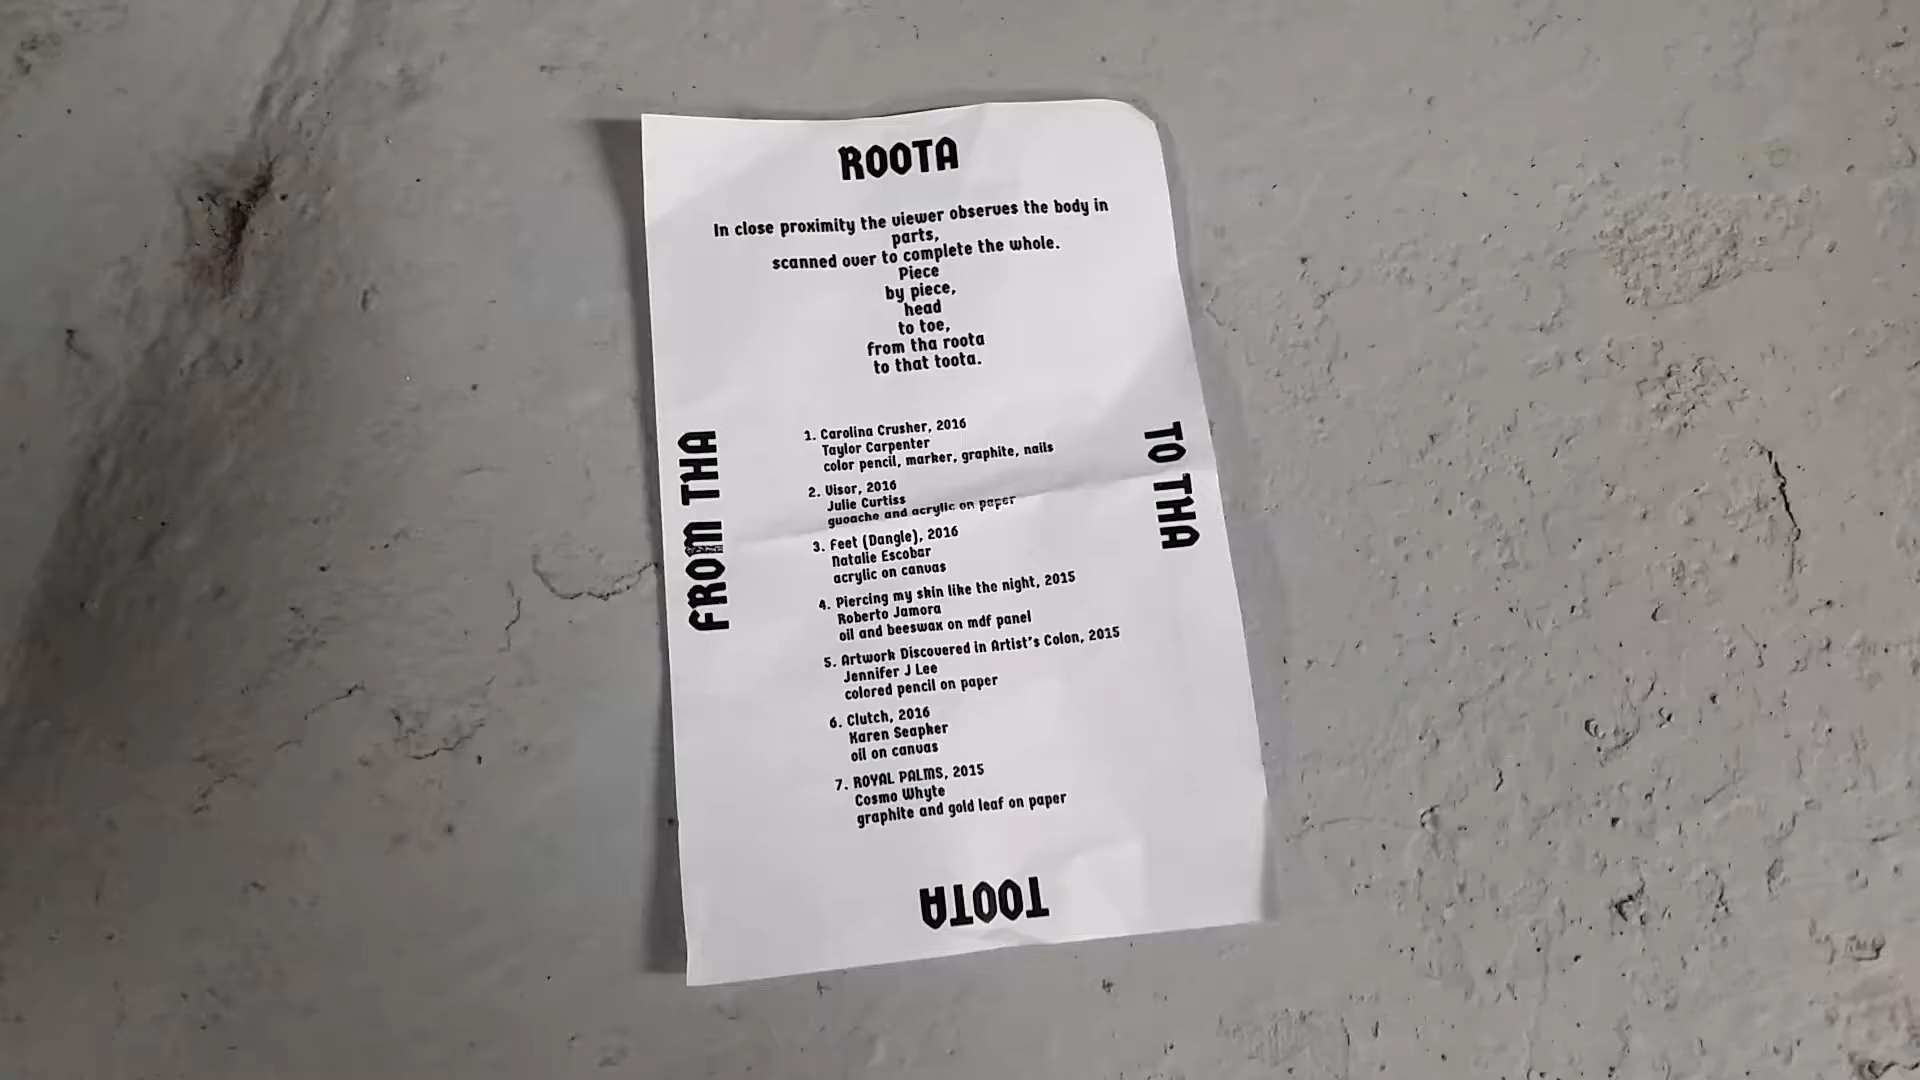 ROOTA
In close proximity the viewer observes the body in
parts,
scanned over to complete the whole.
Piece
by piece,
head
to toe,
from tha roota
to that toota.
FROM THA
TO THA
1. Carolina Crusher, 2016
Taylor Carpenter
color pencil, marker, graphite, nails
2. Visor, 2016
Julie Curtiss
guoache and acrylic on paper
3. Feet (Dangle), 2016
Natalie Escobar
acrylic on canvas
4. Piercing my skin like the night, 2015
Roberto Jamora
oil and beeswax on mdf panel
5. Artwork Discovered in Artist's Colon, 2015
Jennifer J Lee
colored pencil on paper
6. Clutch, 2016
Karen Seapker
oil on canvas
7. ROYAL PALMS, 2015
Cosmo Whyte
graphite and gold leaf on paper
TOOTA